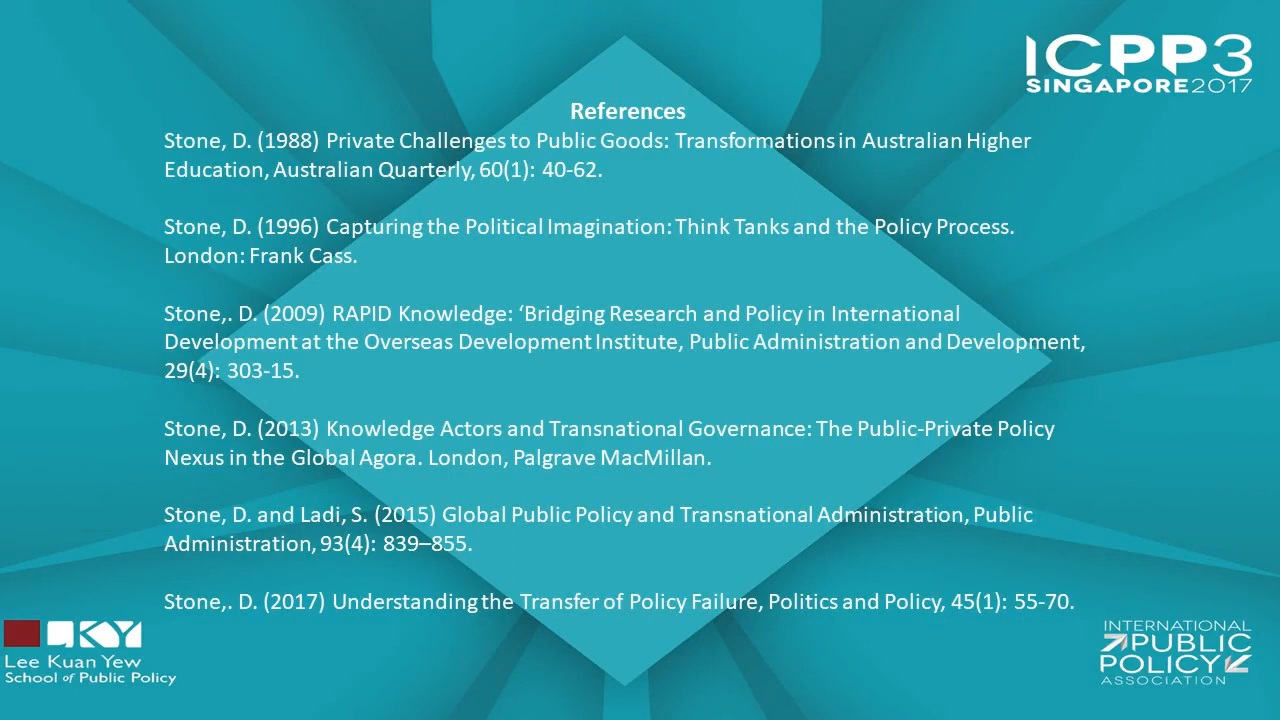 ICPP3
SINGAPORE2017
References
Stone, D. (1988) Private Challenges to Public Goods: Transformations in Australian Higher
Education, Australian Quarterly, 60(1): 40-62.
Stone, D. (1996) Capturing the Political Imagination: Think Tanks and the Policy Process.
London: Frank Cass.
Stone,. D. (2009) RAPID Knowledge: ‘Bridging Research and Policy in International
Development at the Overseas Development Institute, Public Administration and Development,
29(4): 303-15.
Stone, D. (2013) Knowledge Actors and Transnational Governance: The Public-Private Policy
Nexus in the Global Agora. London, Palgrave MacMillan.
Stone, D. and Ladi, S. (2015) Global Public Policy and Transnational Administration, Public
Administration, 93(4): 839–855.
Stone,. D. (2017) Understanding the Transfer of Policy Failure, Politics and Policy, 45(1): 55-70.
LKY
Lee Kuan Yew
School of Public Policy
INTERNATIONAL
PUBLIC
POLICY
ASSOCIATION